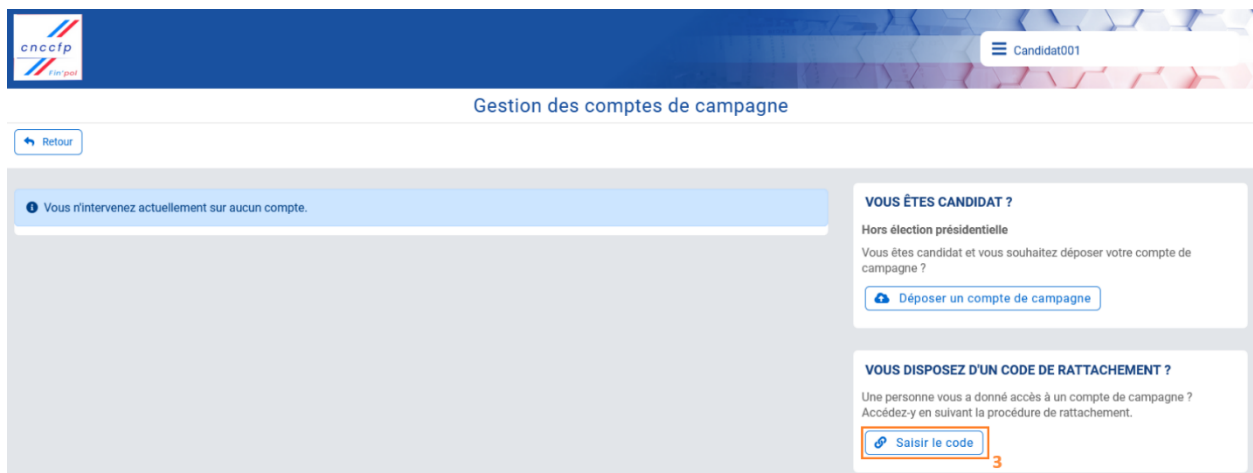 cnccfp
Fin'pol
Candidat001
Gestion des comptes de campagne
Retour
Vous n'intervenez actuellement sur aucun compte.
VOUS ÊTES CANDIDAT ?
Hors élection présidentielle
Vous êtes candidat et vous souhaitez déposer votre compte de
campagne ?
Déposer un compte de campagne
VOUS DISPOSEZ D'UN CODE DE RATTACHEMENT ?
Une personne vous a donné accès à un compte de campagne ?
Accédez-y en suivant la procédure de rattachement.
Saisir le code
3